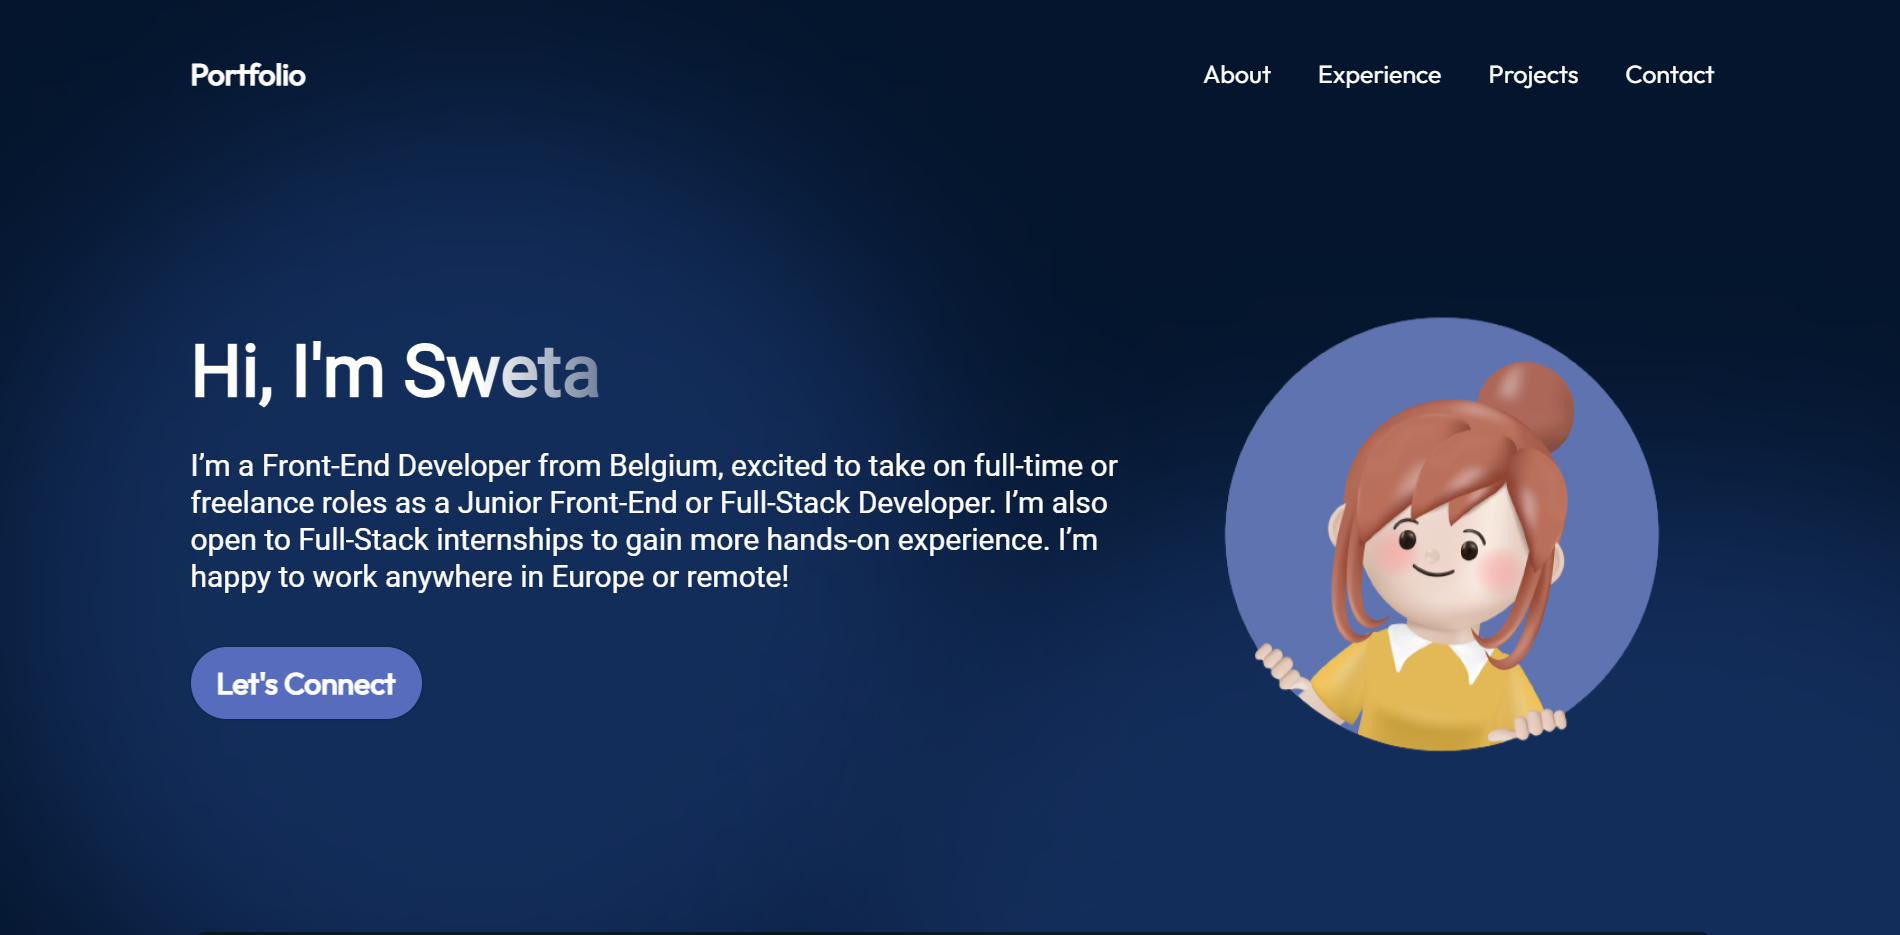 Portfolio
About
Experience
Projects
Contact
Hi, I'm Sweta
I’m a Front-End Developer from Belgium, excited to take on full-time or
freelance roles as a Junior Front-End or Full-Stack Developer. I’m also
open to Full-Stack internships to gain more hands-on experience. I’m
happy to work anywhere in Europe or remote!
Let's Connect